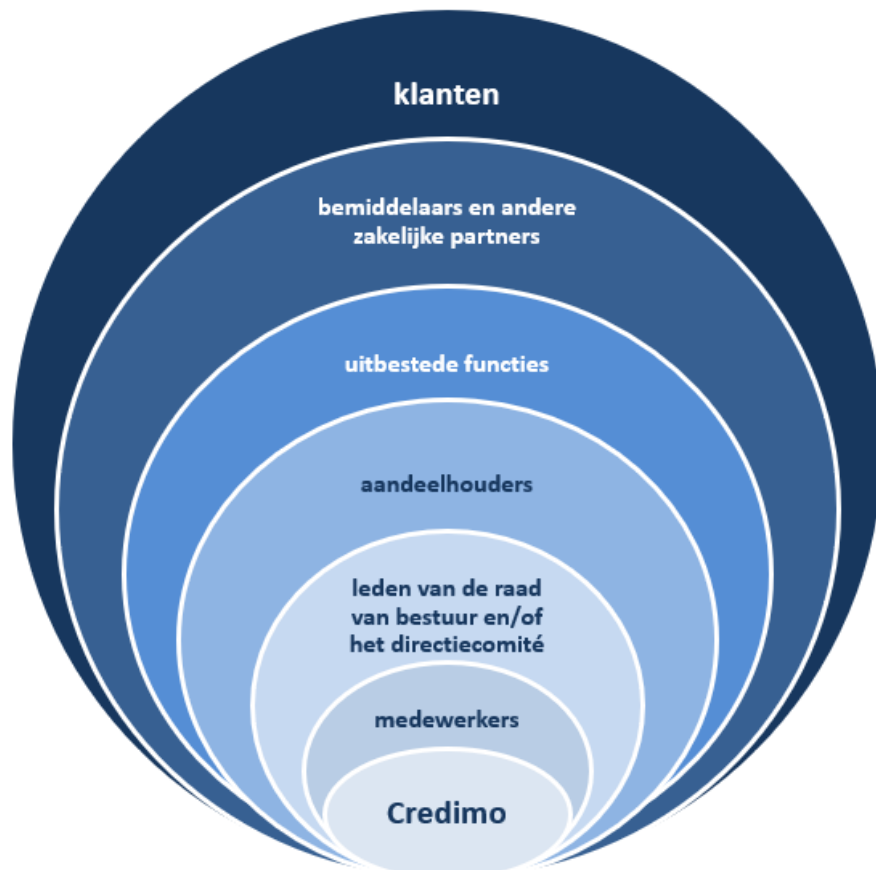 klanten
bemiddelaars en andere
zakelijke partners
uitbestede functies
aandeelhouders
leden van de raad
van bestuur en/of
het directiecomité
medewerkers
Credimo